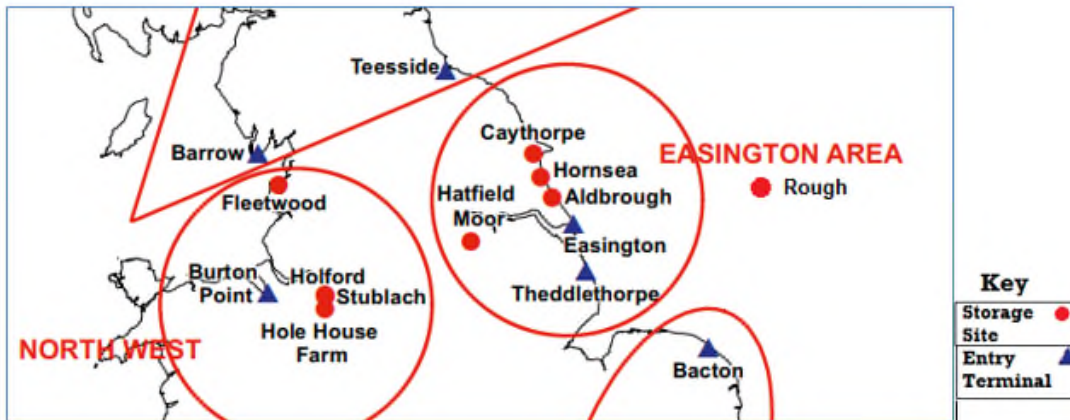 Teesside
Caythorpe
Barrow
EASINGTON AREA
Hornsea
Rough
Fleetwood
Hatfield
Moor
Aldbrough
Easington
Burton
Point
Holford
Stublach
Theddlethorpe
Hole House
Farm
NORTH WEST
Bacton
Key
Storage
Site
Entry
Terminal